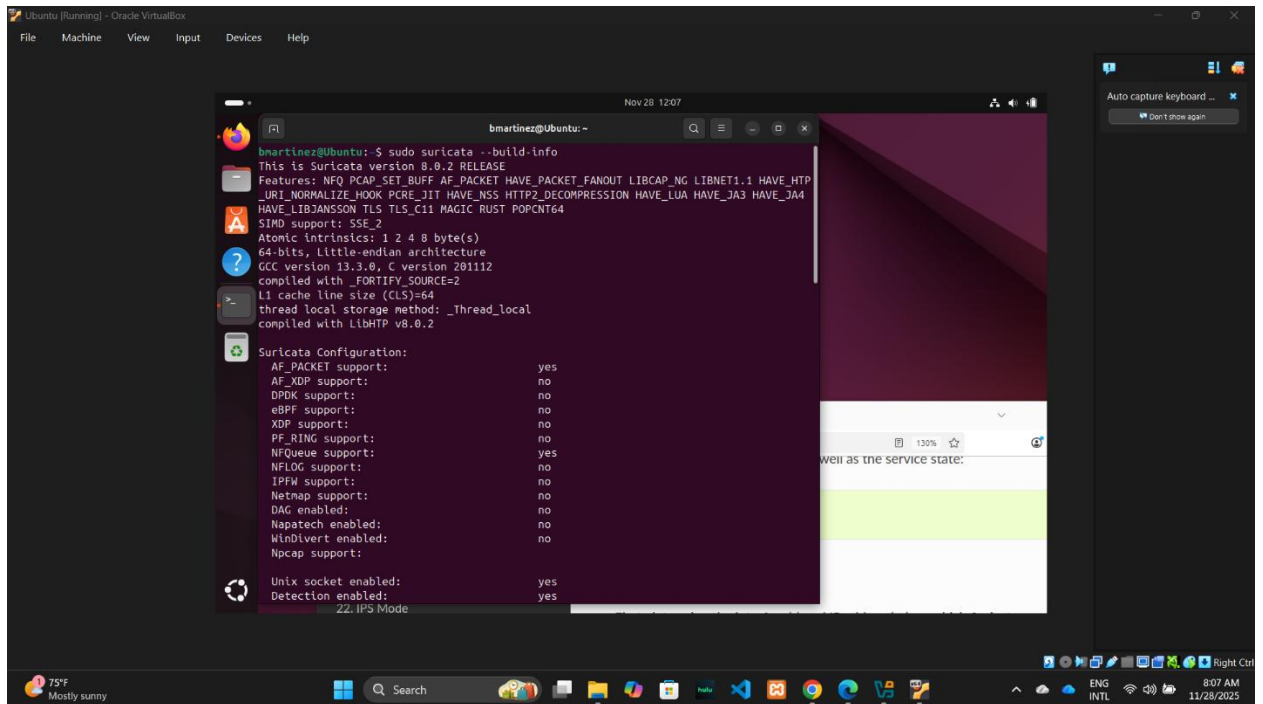 Ubuntu [Running] - Oracle VirtualBox
File Machine View Input Devices Help
Auto capture keyboard ...
Don't show again
Nov 28 12:07
bmartinez@Ubuntu: ~
bmartinez@Ubuntu:~$ sudo suricata --build-info
This is Suricata version 8.0.2 RELEASE
Features: NFQ PCAP_SET_BUFF AF_PACKET HAVE_PACKET_FANOUT LIBCAP_NG LIBNET1.1 HAVE_HTP
_URI_NORMALIZE_HOOK PCRE_JIT HAVE_NSS HTTP2_DECOMPRESSION HAVE_LUA HAVE_JA3 HAVE_JA4
HAVE_LIBJANSSON TLS TLS_C11 MAGIC RUST POPCNT64
SIMD support: SSE_2
Atomic intrinsics: 1 2 4 8 byte(s)
64-bits, Little-endian architecture
GCC version 13.3.0, C version 201112
compiled with _FORTIFY_SOURCE=2
L1 cache line size (CLS)=64
thread local storage method: _Thread_local
compiled with LibHTP v8.0.2
Suricata Configuration:
AF_PACKET support: yes
AF_XDP support: no
DPDK support: no
eBPF support: no
XDP support: no
PF_RING support: no
NFQueue support: yes
NFLOG support: no
IPFW support: no
Netmap support: no
DAG enabled: no
Napatech enabled: no
WinDivert enabled: no
Npcap support:
Unix socket enabled: yes
Detection enabled: yes
130%
well as the service state:
22. IPS Mode
Right Ctrl
1
75°F
Mostly sunny
Search
hulu
ENG
INTL
8:07 AM
11/28/2025